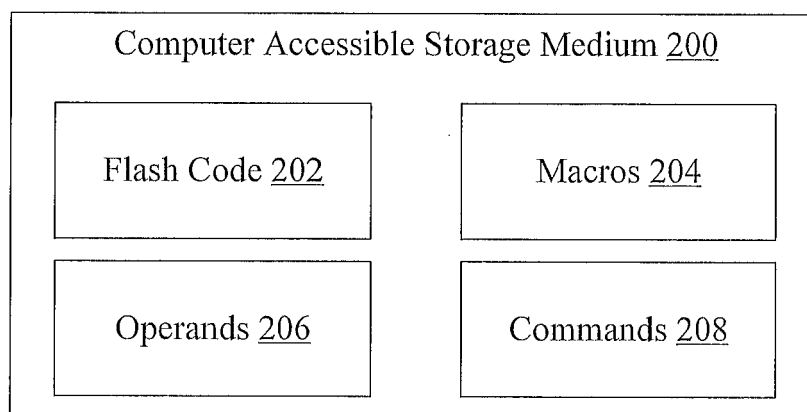 Computer Accessible Storage Medium 200
Flash Code 202
Macros 204
Operands 206
Commands 208